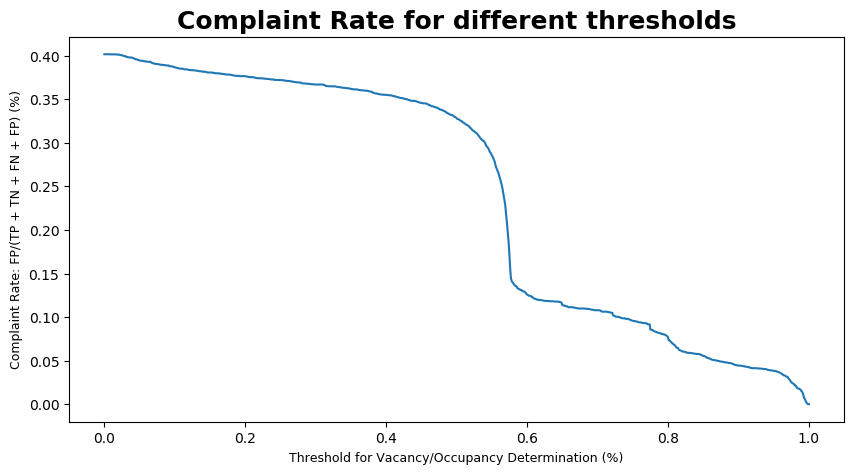 Complaint Rate for different thresholds
Complaint Rate: FP/(TP + TN + FN + FP) (%)
0.40
0.35
0.30
0.25
0.20
0.15
0.10
0.05
0.00
0.0 0.2 0.4 0.6 0.8 1.0
Threshold for Vacancy/Occupancy Determination (%)